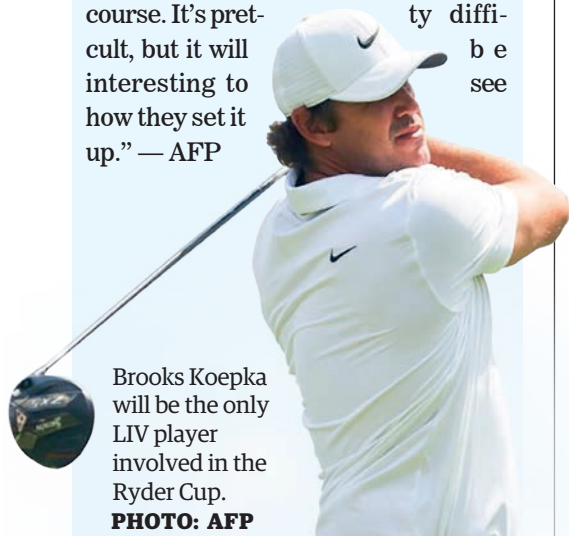 course. It's pret- ty diffi-
cult, but it will be
interesting to see
how they set it
up." — AFP
Brooks Koepka
will be the only
LIV player
involved in the
Ryder Cup.
PHOTO: AFP